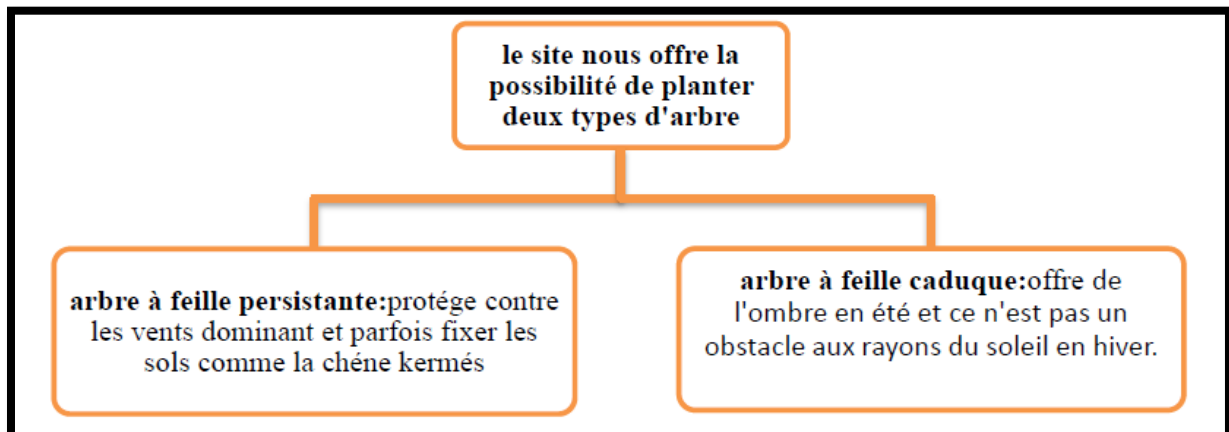 le site nous offre la
possibilité de planter
deux types d'arbre
arbre à feille persistante:protége contre
les vents dominant et parfois fixer les
sols comme la chéne kermés
arbre à feille caduque:offre de
l'ombre en été et ce n'est pas un
obstacle aux rayons du soleil en hiver.